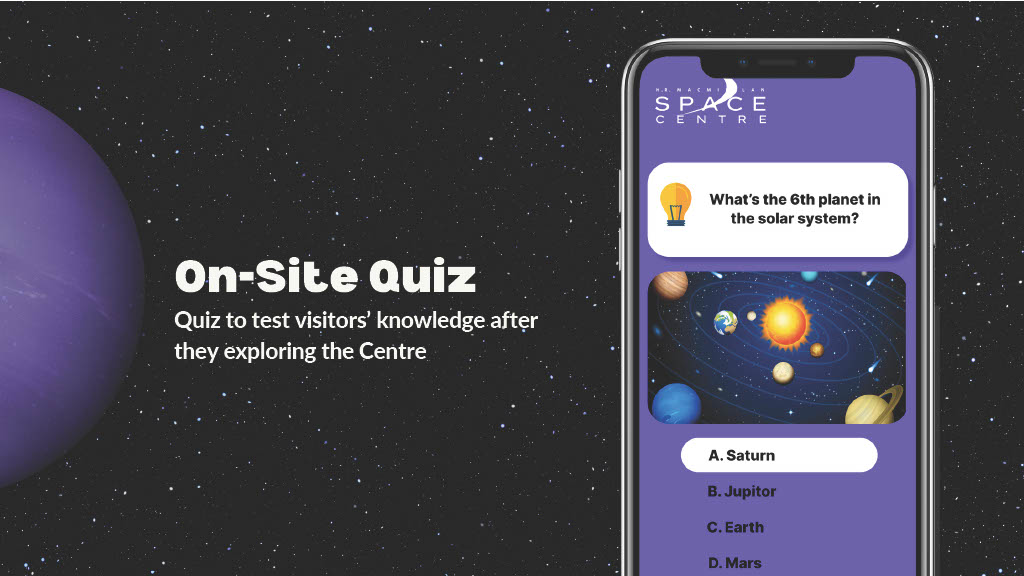 On-Site Quiz
Quiz to test visitors’ knowledge after
they exploring the Centre
H.R. MACMILLAN
SPACE
CENTRE
What’s the 6th planet in
the solar system?
A. Saturn
B. Jupitor
C. Earth
D. Mars